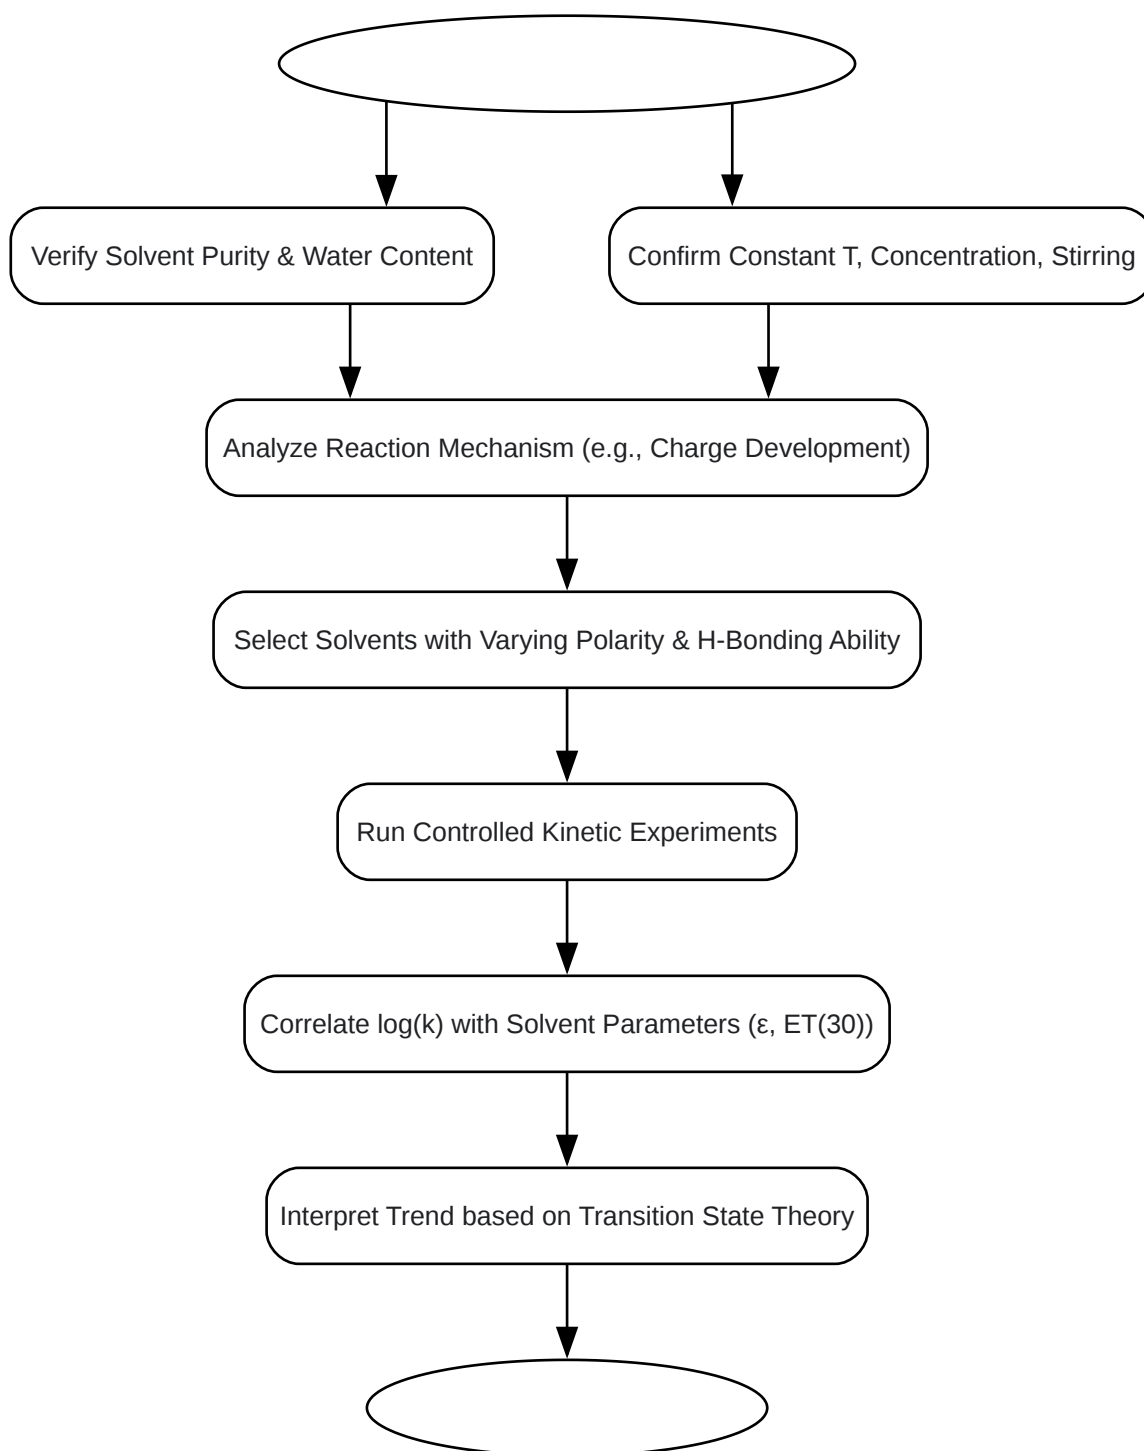 Verify Solvent Purity & Water Content
Confirm Constant T, Concentration, Stirring
Analyze Reaction Mechanism (e.g., Charge Development)
Select Solvents with Varying Polarity & H-Bonding Ability
Run Controlled Kinetic Experiments
Correlate log(k) with Solvent Parameters (ε, ET(30))
Interpret Trend based on Transition State Theory